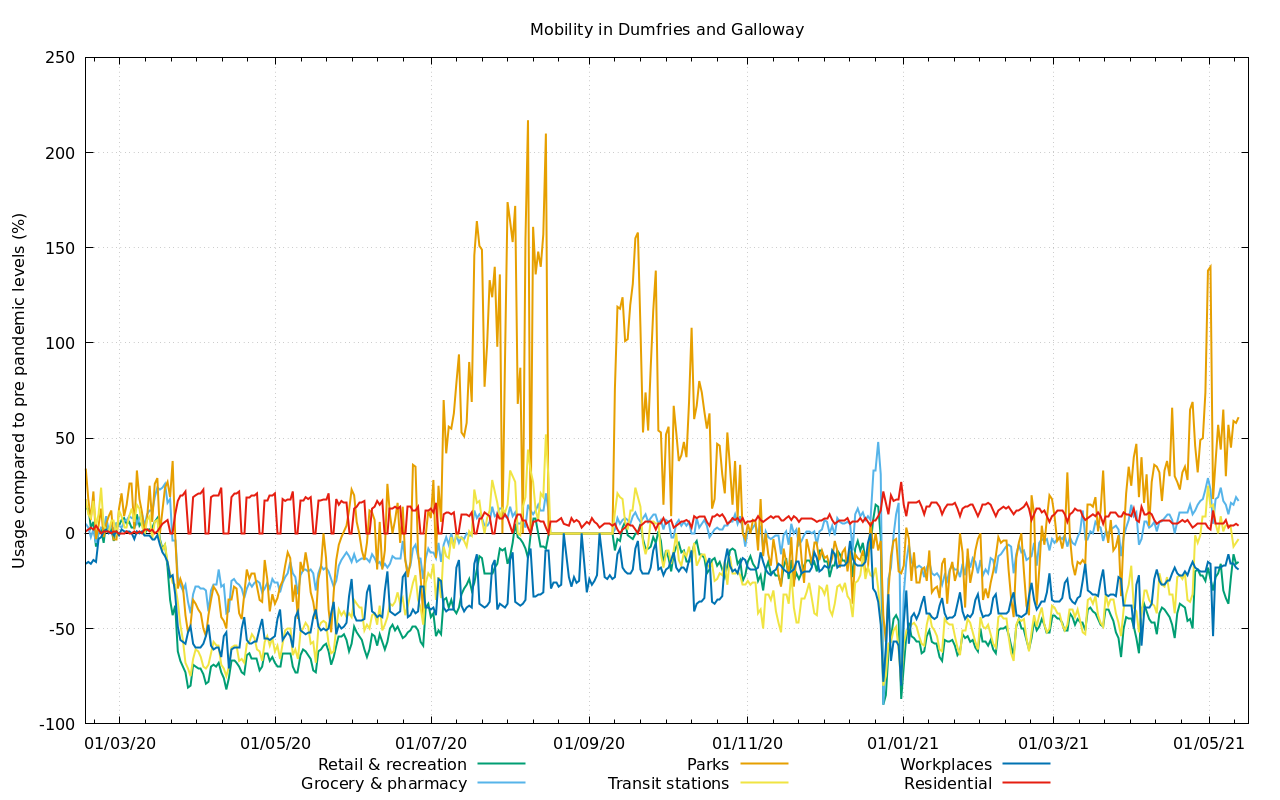 Mobility in Dumfries and Galloway
Usage compared to pre pandemic levels (%)
250
200
150
100
50
0
-50
-100
01/03/20 01/05/20 01/07/20 01/09/20 01/11/20 01/01/21 01/03/21 01/05/21
Retail & recreation Parks Workplaces
Grocery & pharmacy Transit stations Residential